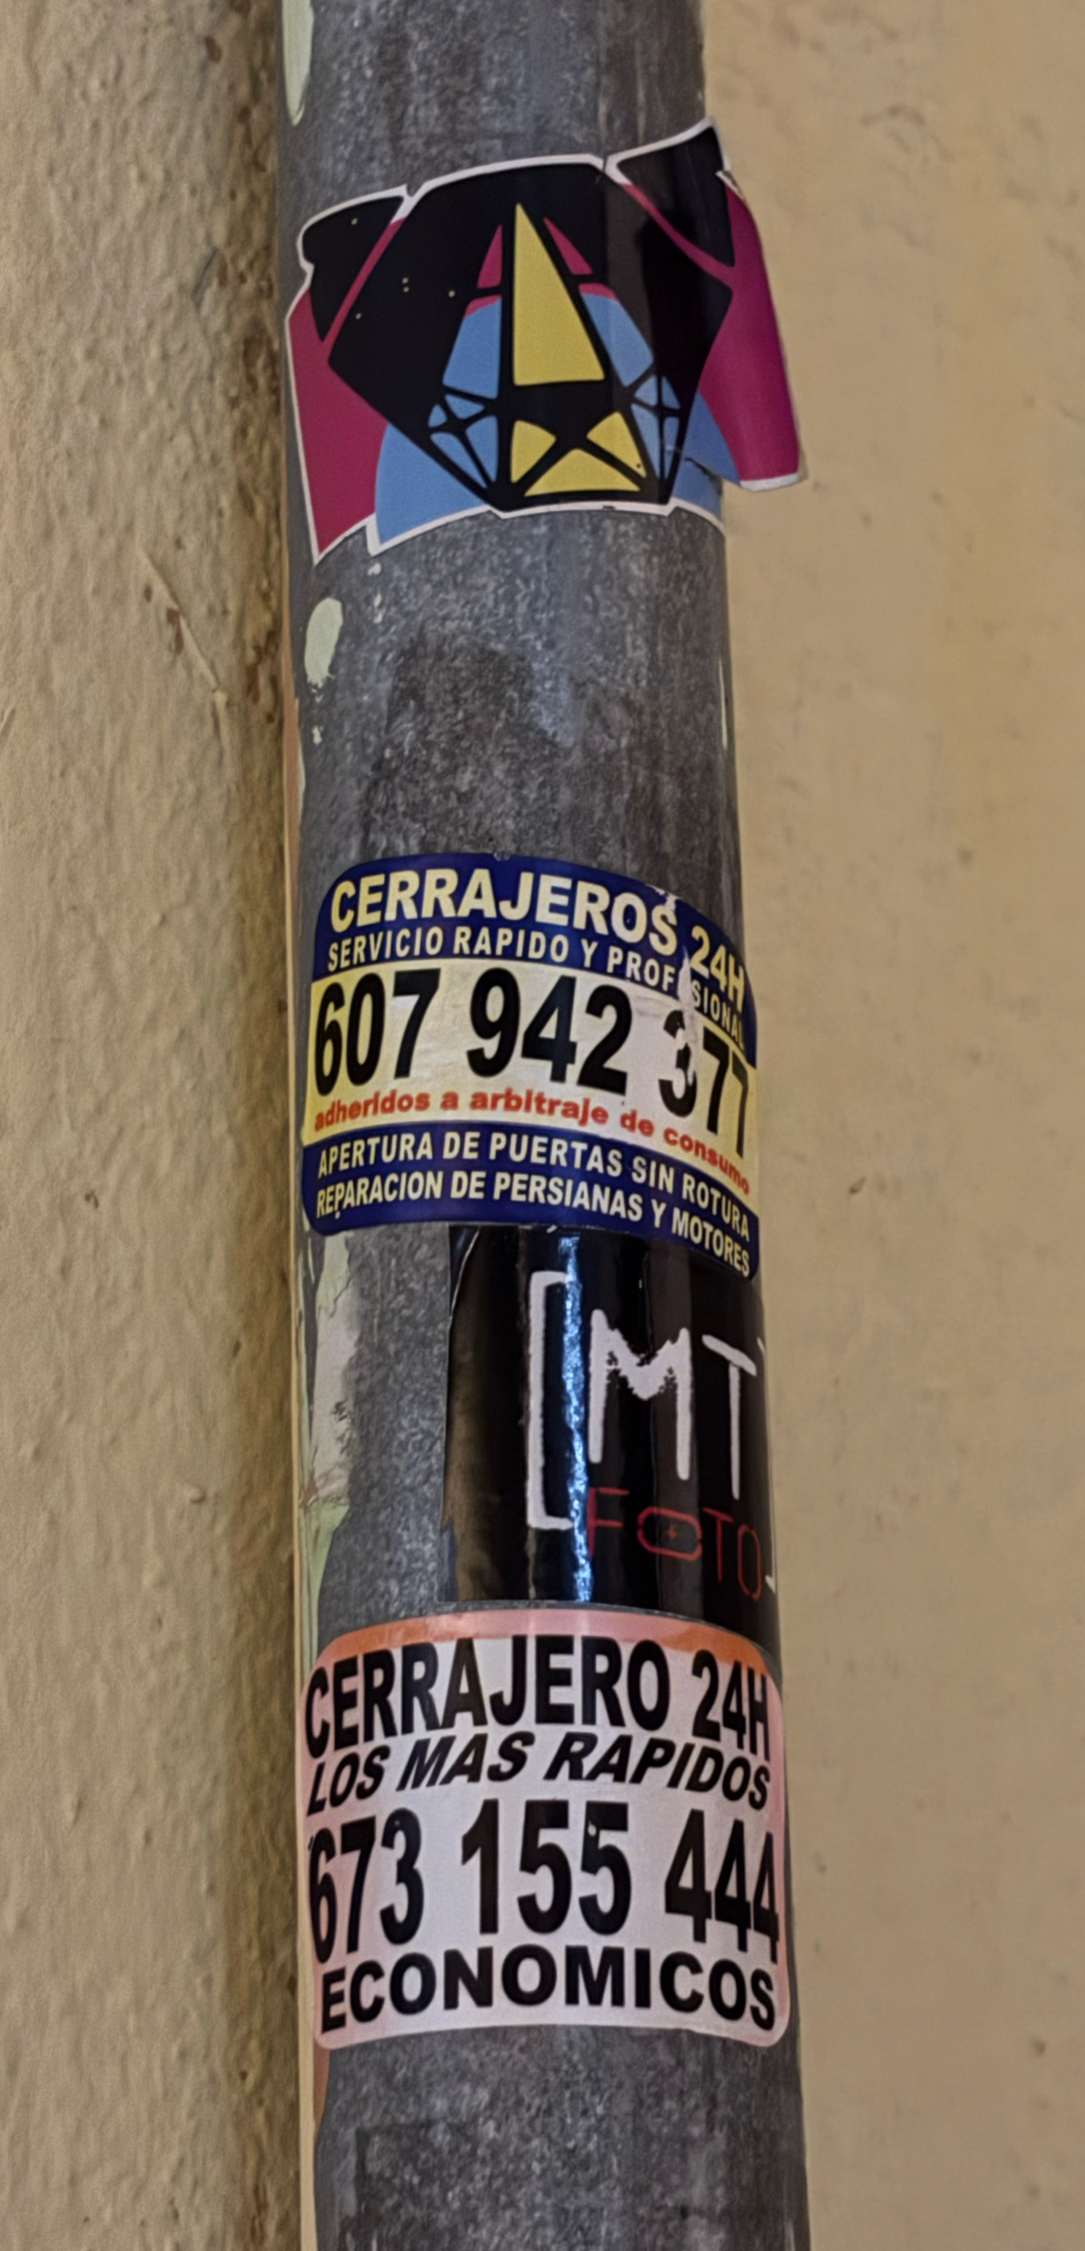 CERRAJEROS 24H
SERVICIO RAPIDO Y PROFESIONAL
607 942 377
adheridos a arbitraje de consumo
APERTURA DE PUERTAS SIN ROTURA
REPARACION DE PERSIANAS Y MOTORES
[MT
FOTO
CERRAJERO 24H
LOS MAS RAPIDOS
673 155 444
ECONOMICOS